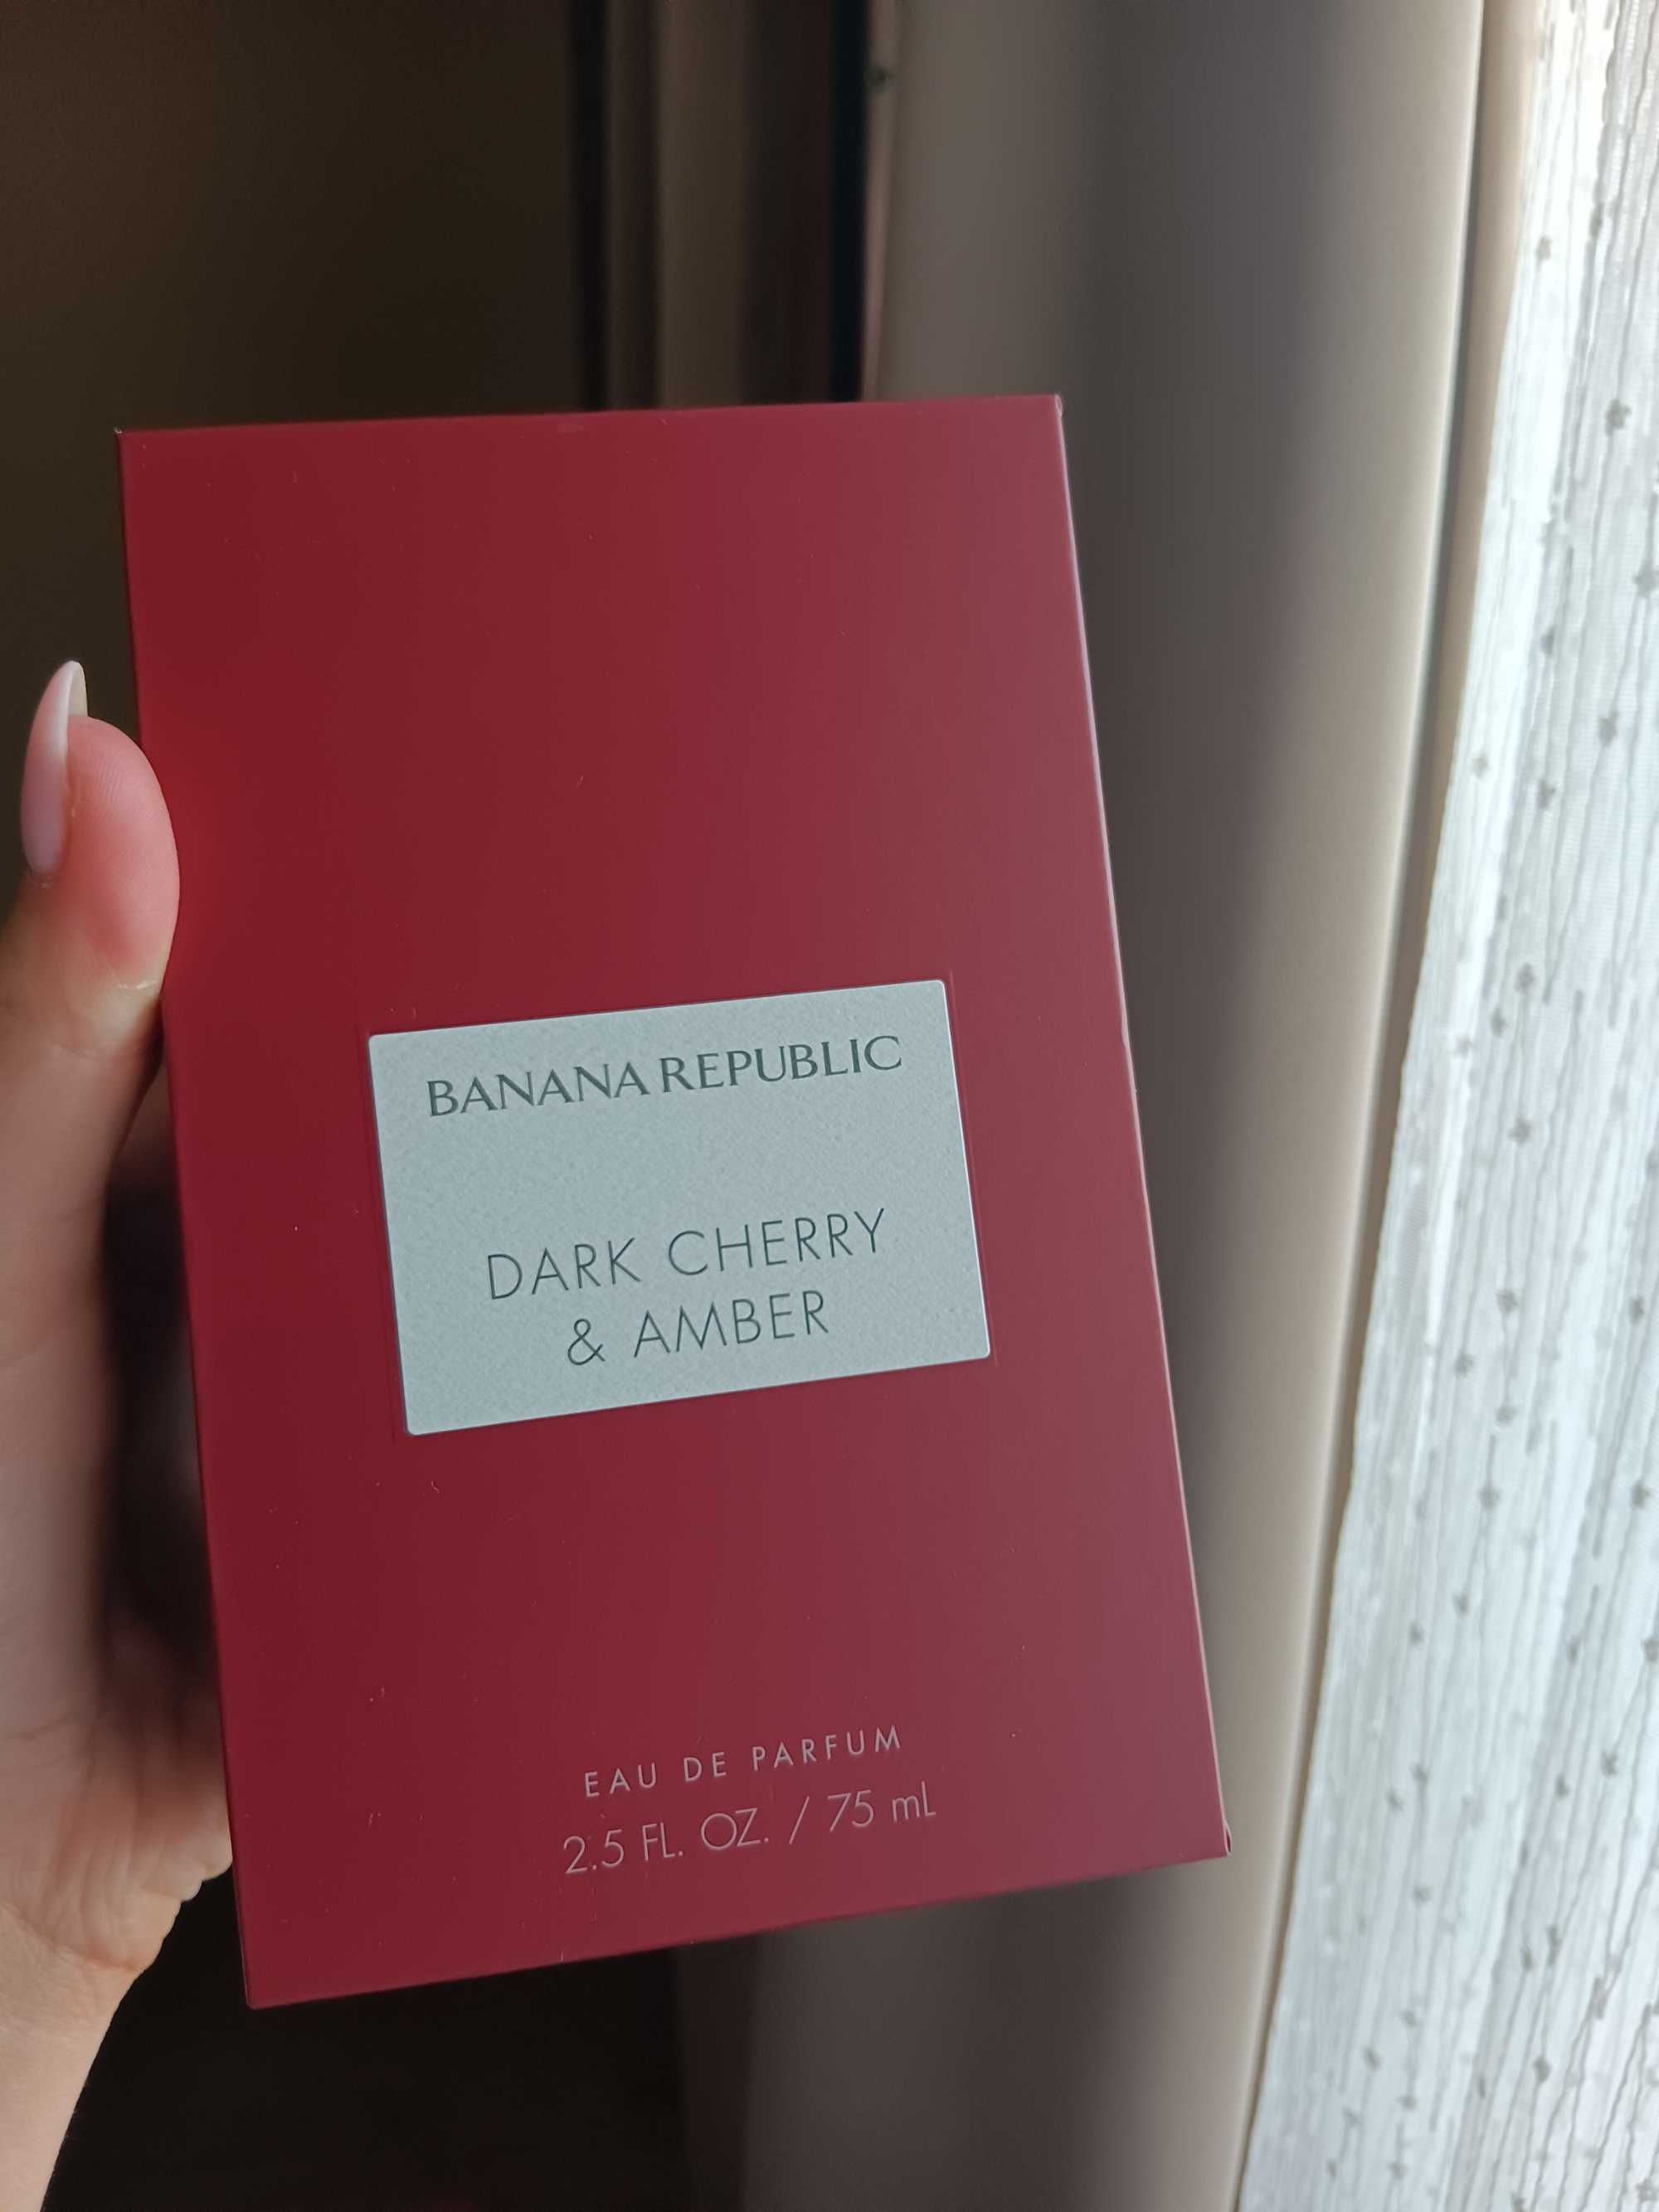 BANANA REPUBLIC
DARK CHERRY
& AMBER
EAU DE PARFUM
2.5 FL. OZ. / 75 mL